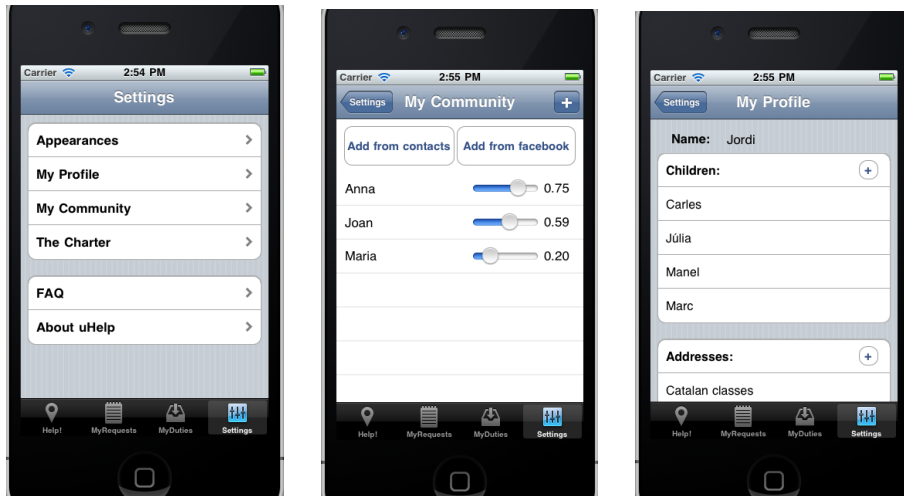 Carrier 2:54 PM
Settings
Appearances
My Profile
My Community
The Charter
FAQ
About uHelp
Help! MyRequests MyDuties Settings
Carrier 2:55 PM
Settings My Community +
Add from contacts Add from facebook
Anna 0.75
Joan 0.59
Maria 0.20
Help! MyRequests MyDuties Settings
Carrier 2:55 PM
Settings My Profile
Name: Jordi
Children: +
Carles
Júlia
Manel
Marc
Addresses: +
Catalan classes
Help! MyRequests MyDuties Settings